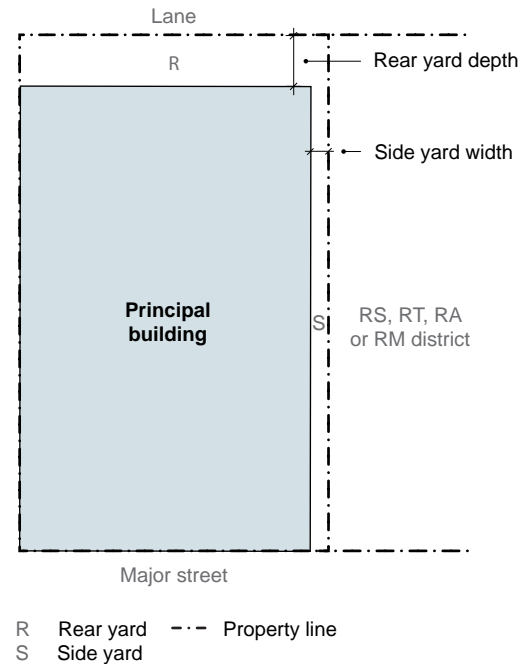 Lane
R
Rear yard depth
Side yard width
Principal
building
S
RS, RT, RA
or RM district
Major street
R Rear yard Property line
S Side yard